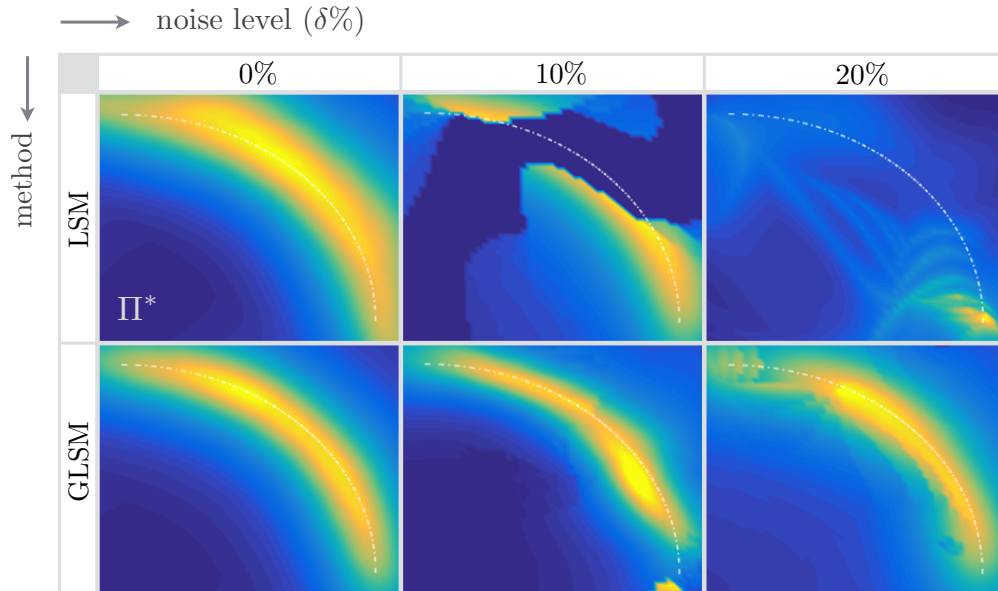 noise level (δ%)
method
0% 10% 20%
LSM
Π*
GLSM